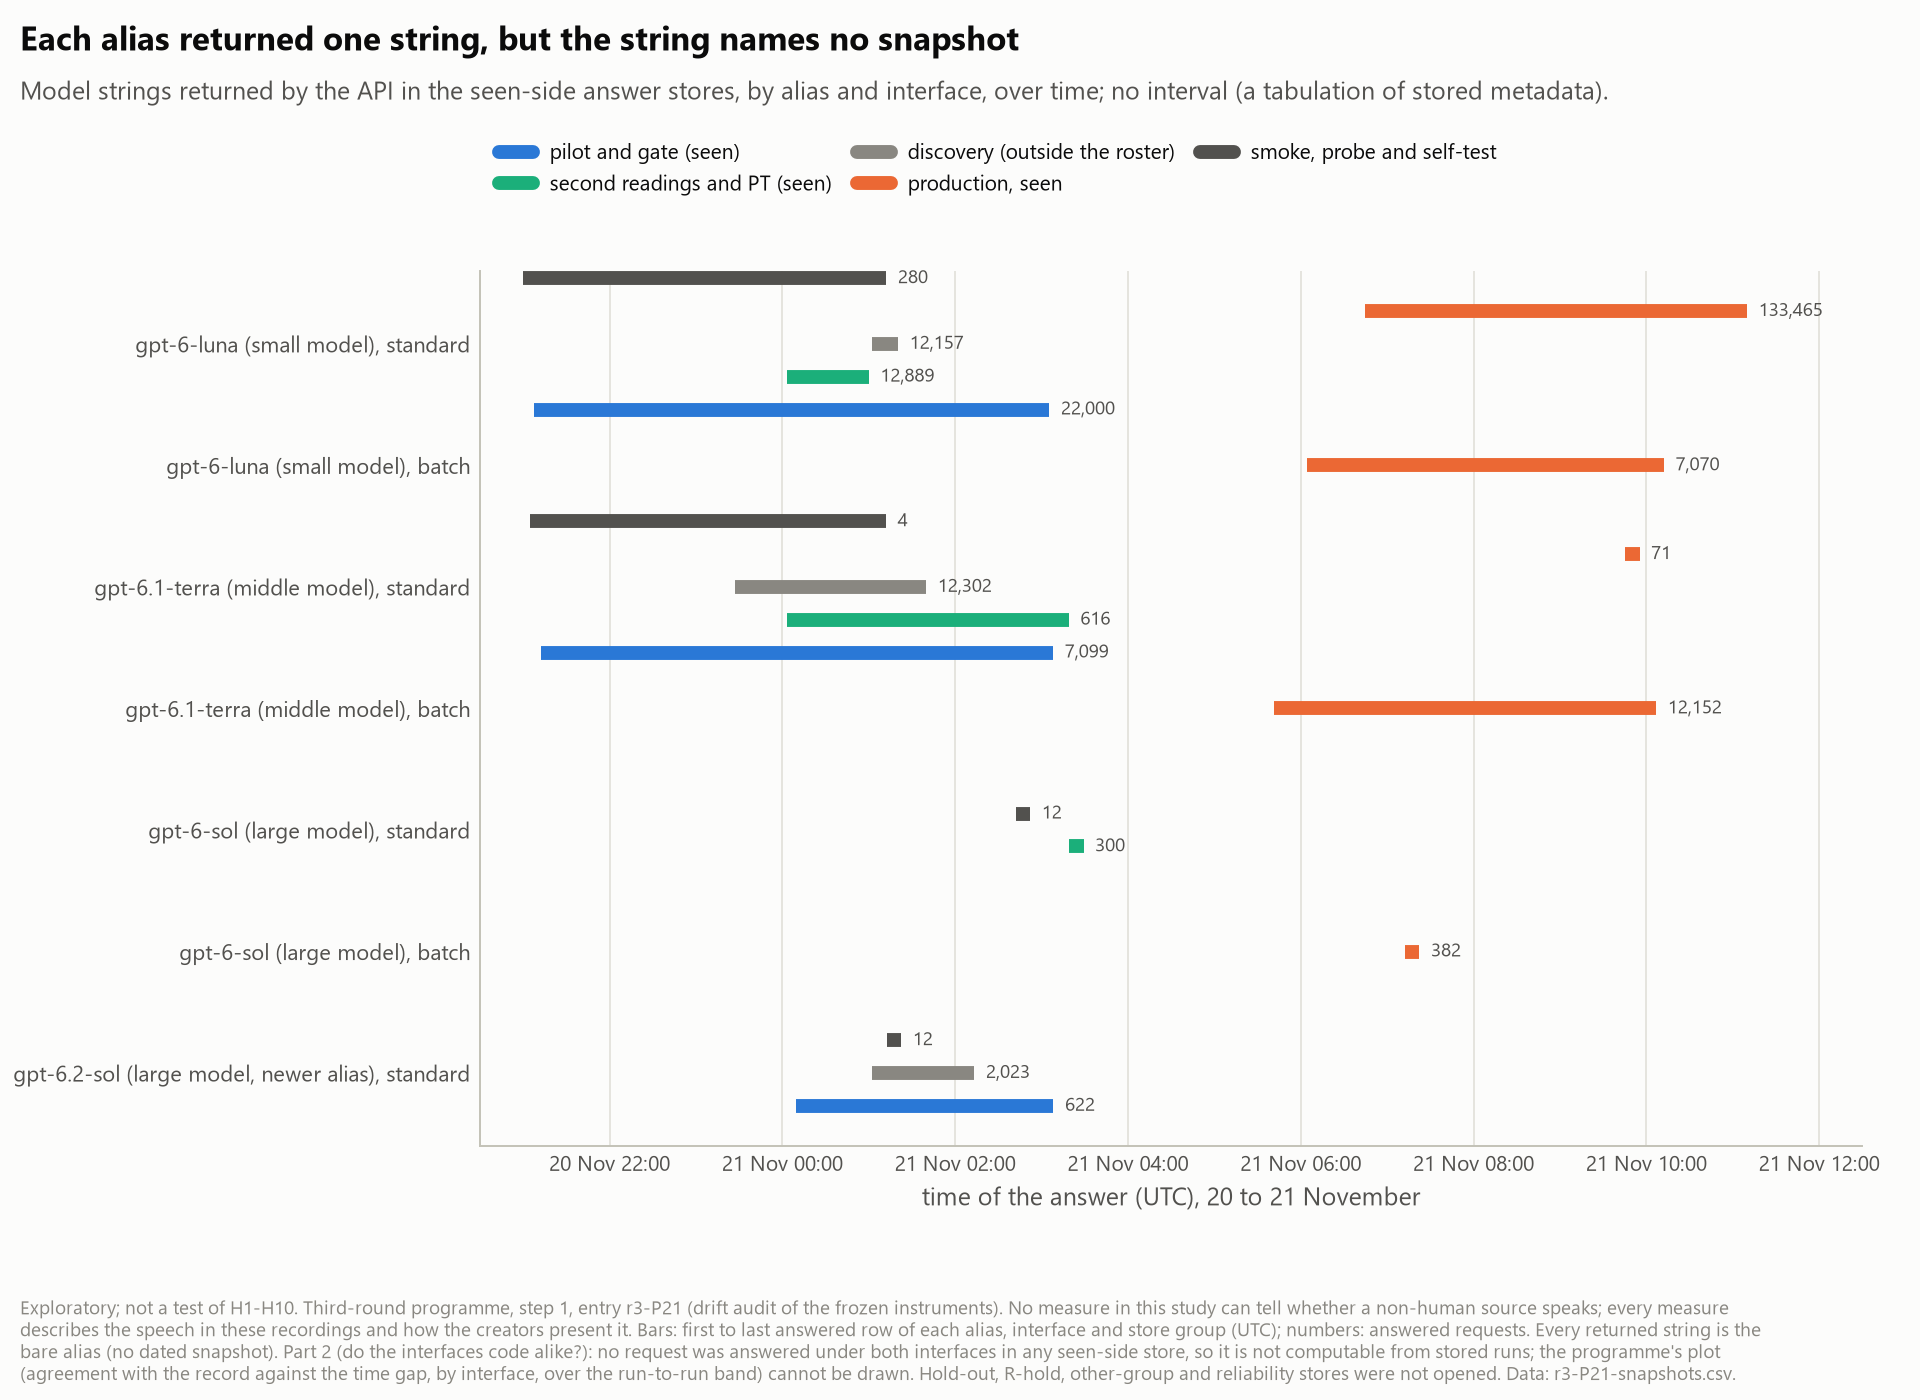 Each alias returned one string, but the string names no snapshot
Model strings returned by the API in the seen-side answer stores, by alias and interface, over time; no interval (a tabulation of stored metadata).
pilot and gate (seen)
discovery (outside the roster)
smoke, probe and self-test
second readings and PT (seen)
production, seen
280
133,465
gpt-6-luna (small model), standard
12,157
12,889
22,000
gpt-6-luna (small model), batch
7,070
4
71
gpt-6.1-terra (middle model), standard
12,302
616
7,099
gpt-6.1-terra (middle model), batch
12,152
12
gpt-6-sol (large model), standard
300
gpt-6-sol (large model), batch
382
12
gpt-6.2-sol (large model, newer alias), standard
2,023
622
20 Nov 22:00
21 Nov 00:00
21 Nov 02:00
21 Nov 04:00
21 Nov 06:00
21 Nov 08:00
21 Nov 10:00
21 Nov 12:00
time of the answer (UTC), 20 to 21 November
Exploratory; not a test of H1-H10. Third-round programme, step 1, entry r3-P21 (drift audit of the frozen instruments). No measure in this study can tell whether a non-human source speaks; every measure
describes the speech in these recordings and how the creators present it. Bars: first to last answered row of each alias, interface and store group (UTC); numbers: answered requests. Every returned string is the
bare alias (no dated snapshot). Part 2 (do the interfaces code alike?): no request was answered under both interfaces in any seen-side store, so it is not computable from stored runs; the programme's plot
(agreement with the record against the time gap, by interface, over the run-to-run band) cannot be drawn. Hold-out, R-hold, other-group and reliability stores were not opened. Data: r3-P21-snapshots.csv.